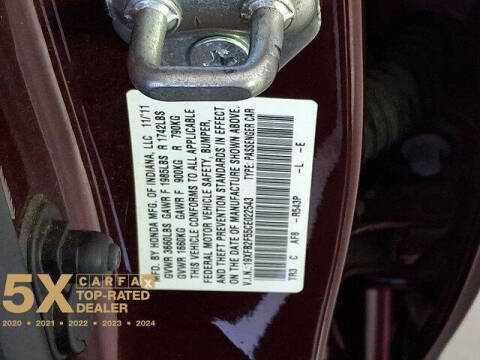 MFD. BY HONDA MFG. OF INDIANA, LLC 11/11
GVWR 3660LBS GAWR F 1985LBS R 1742LBS
GVWR 1660KG GAWR F 900KG R 790KG
THIS VEHICLE CONFORMS TO ALL APPLICABLE
FEDERAL MOTOR VEHICLE SAFETY, BUMPER,
AND THEFT PREVENTION STANDARDS IN EFFECT
ON THE DATE OF MANUFACTURE SHOWN ABOVE.
V.I.N.: 19XFB2F55CE022543 TYPE: PASSENGER CAR
TR3 C AF8 -R543P -L -E
5X
CARFAX
TOP-RATED
DEALER
2020 · 2021 · 2022 · 2023 · 2024